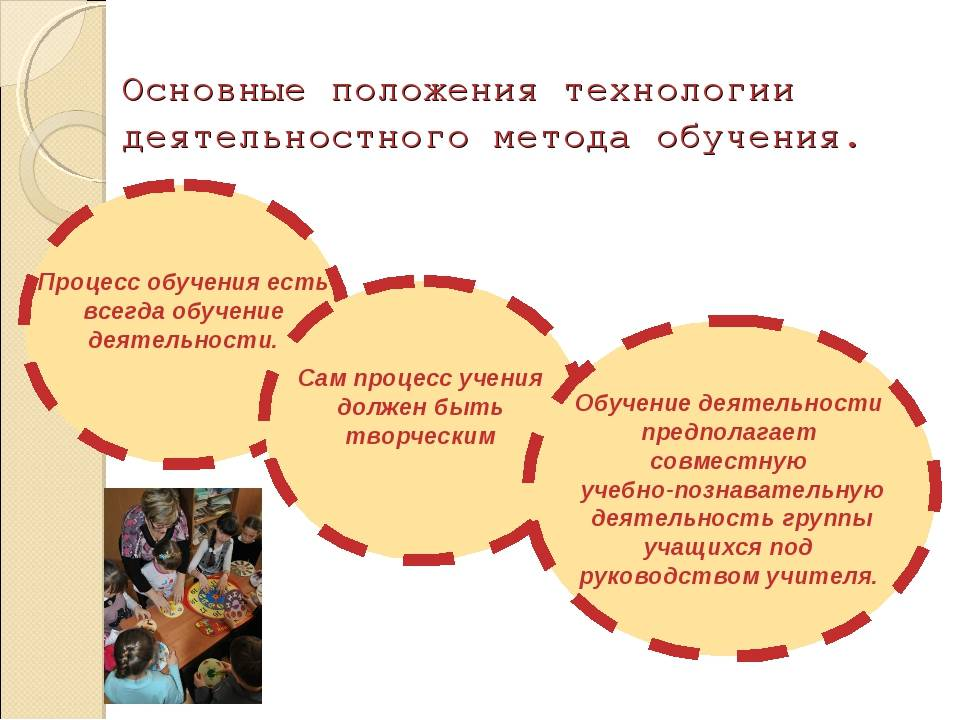 Основные положения технологии
деятельностного метода обучения.
Процесс обучения есть
всегда обучение
деятельности.
Сам процесс учения
должен быть
творческим
Обучение деятельности
предполагает
совместную
учебно-познавательную
деятельность группы
учащихся под
руководством учителя.